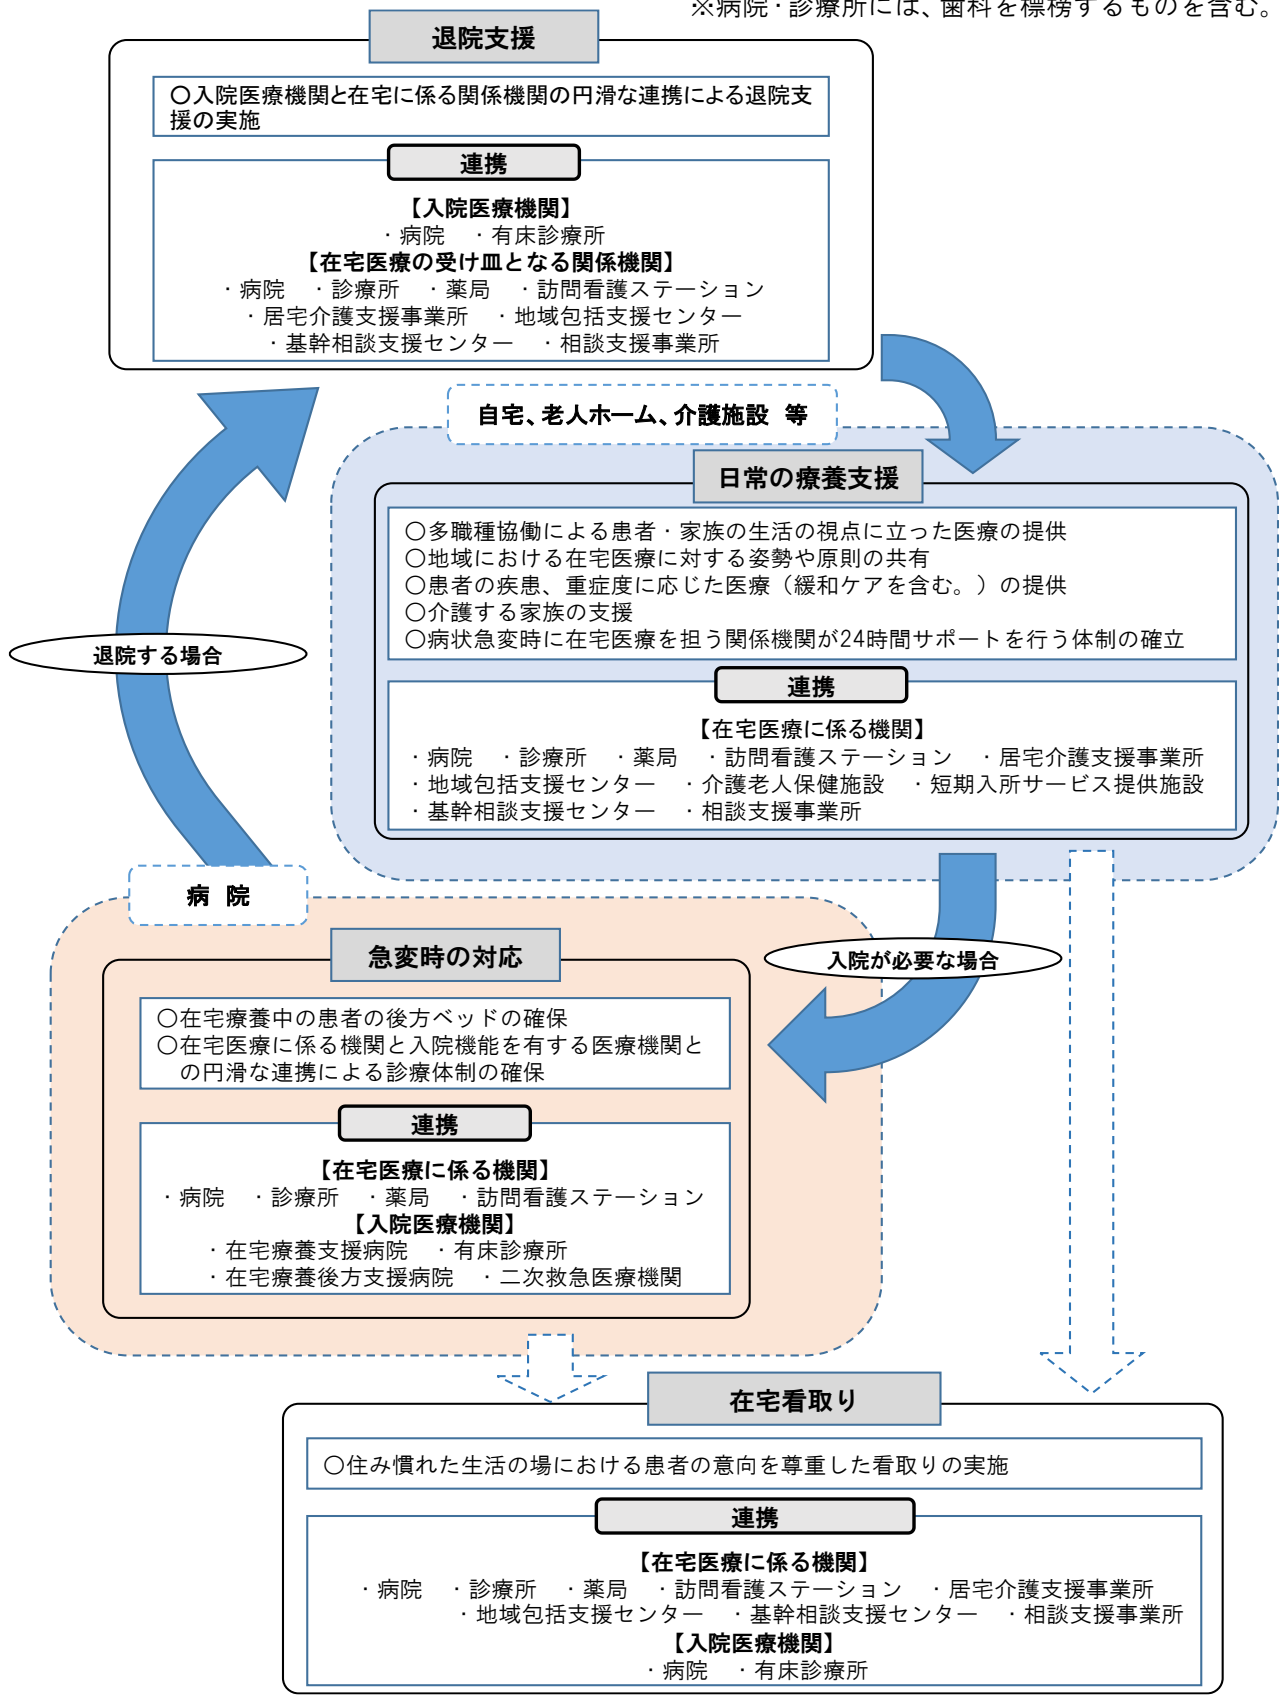 ※病院・診療所には、歯科を標榜するものを含む。
退院支援
○入院医療機関と在宅に係る関係機関の円滑な連携による退院支
援の実施
連携
【入院医療機関】
・病院　・有床診療所
【在宅医療の受け皿となる関係機関】
・病院　・診療所　・薬局　・訪問看護ステーション
・居宅介護支援事業所　・地域包括支援センター
・基幹相談支援センター　・相談支援事業所
自宅、老人ホーム、介護施設　等
日常の療養支援
○多職種協働による患者・家族の生活の視点に立った医療の提供
○地域における在宅医療に対する姿勢や原則の共有
○患者の疾患、重症度に応じた医療（緩和ケアを含む。）の提供
○介護する家族の支援
○病状急変時に在宅医療を担う関係機関が24時間サポートを行う体制の確立
退院する場合
連携
【在宅医療に係る機関】
・病院　・診療所　・薬局　・訪問看護ステーション　・居宅介護支援事業所
・地域包括支援センター　・介護老人保健施設　・短期入所サービス提供施設
・基幹相談支援センター　・相談支援事業所
病　院
急変時の対応
入院が必要な場合
○在宅療養中の患者の後方ベッドの確保
○在宅医療に係る機関と入院機能を有する医療機関と
の円滑な連携による診療体制の確保
連携
【在宅医療に係る機関】
・病院　・診療所　・薬局　・訪問看護ステーション
【入院医療機関】
・在宅療養支援病院　・有床診療所
・在宅療養後方支援病院　・二次救急医療機関
在宅看取り
○住み慣れた生活の場における患者の意向を尊重した看取りの実施
連携
【在宅医療に係る機関】
・病院　・診療所　・薬局　・訪問看護ステーション　・居宅介護支援事業所
・地域包括支援センター　・基幹相談支援センター　・相談支援事業所
【入院医療機関】
・病院　・有床診療所